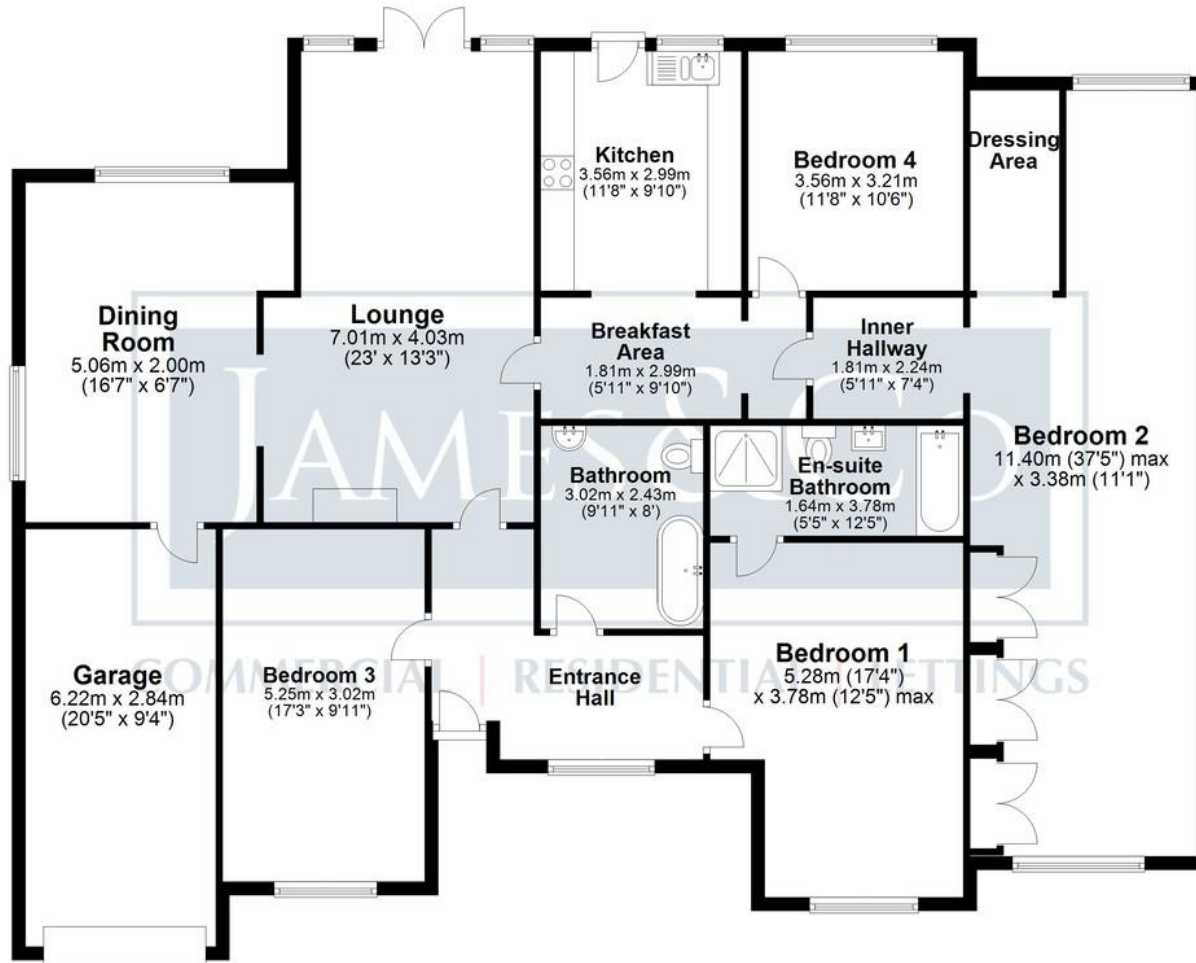 Kitchen
3.56m x 2.99m
(11'8" x 9'10")
Bedroom 4
3.56m x 3.21m
(11'8" x 10'6")
Dressing
Area
Dining
Room
5.06m x 2.00m
(16'7" x 6'7")
Lounge
7.01m x 4.03m
(23' x 13'3")
Breakfast
Area
1.81m x 2.99m
(5'11" x 9'10")
Inner
Hallway
1.81m x 2.24m
(5'11" x 7'4")
JAMES & CO
Bathroom
3.02m x 2.43m
(9'11" x 8')
En-suite
Bathroom
1.64m x 3.78m
(5'5" x 12'5")
Bedroom 2
11.40m (37'5") max
x 3.38m (11'1")
Garage
6.22m x 2.84m
(20'5" x 9'4")
Bedroom 3
5.25m x 3.02m
(17'3" x 9'11")
Entrance
Hall
Bedroom 1
5.28m (17'4")
x 3.78m (12'5") max
COMMERCIAL | RESIDENTIAL | LETTINGS